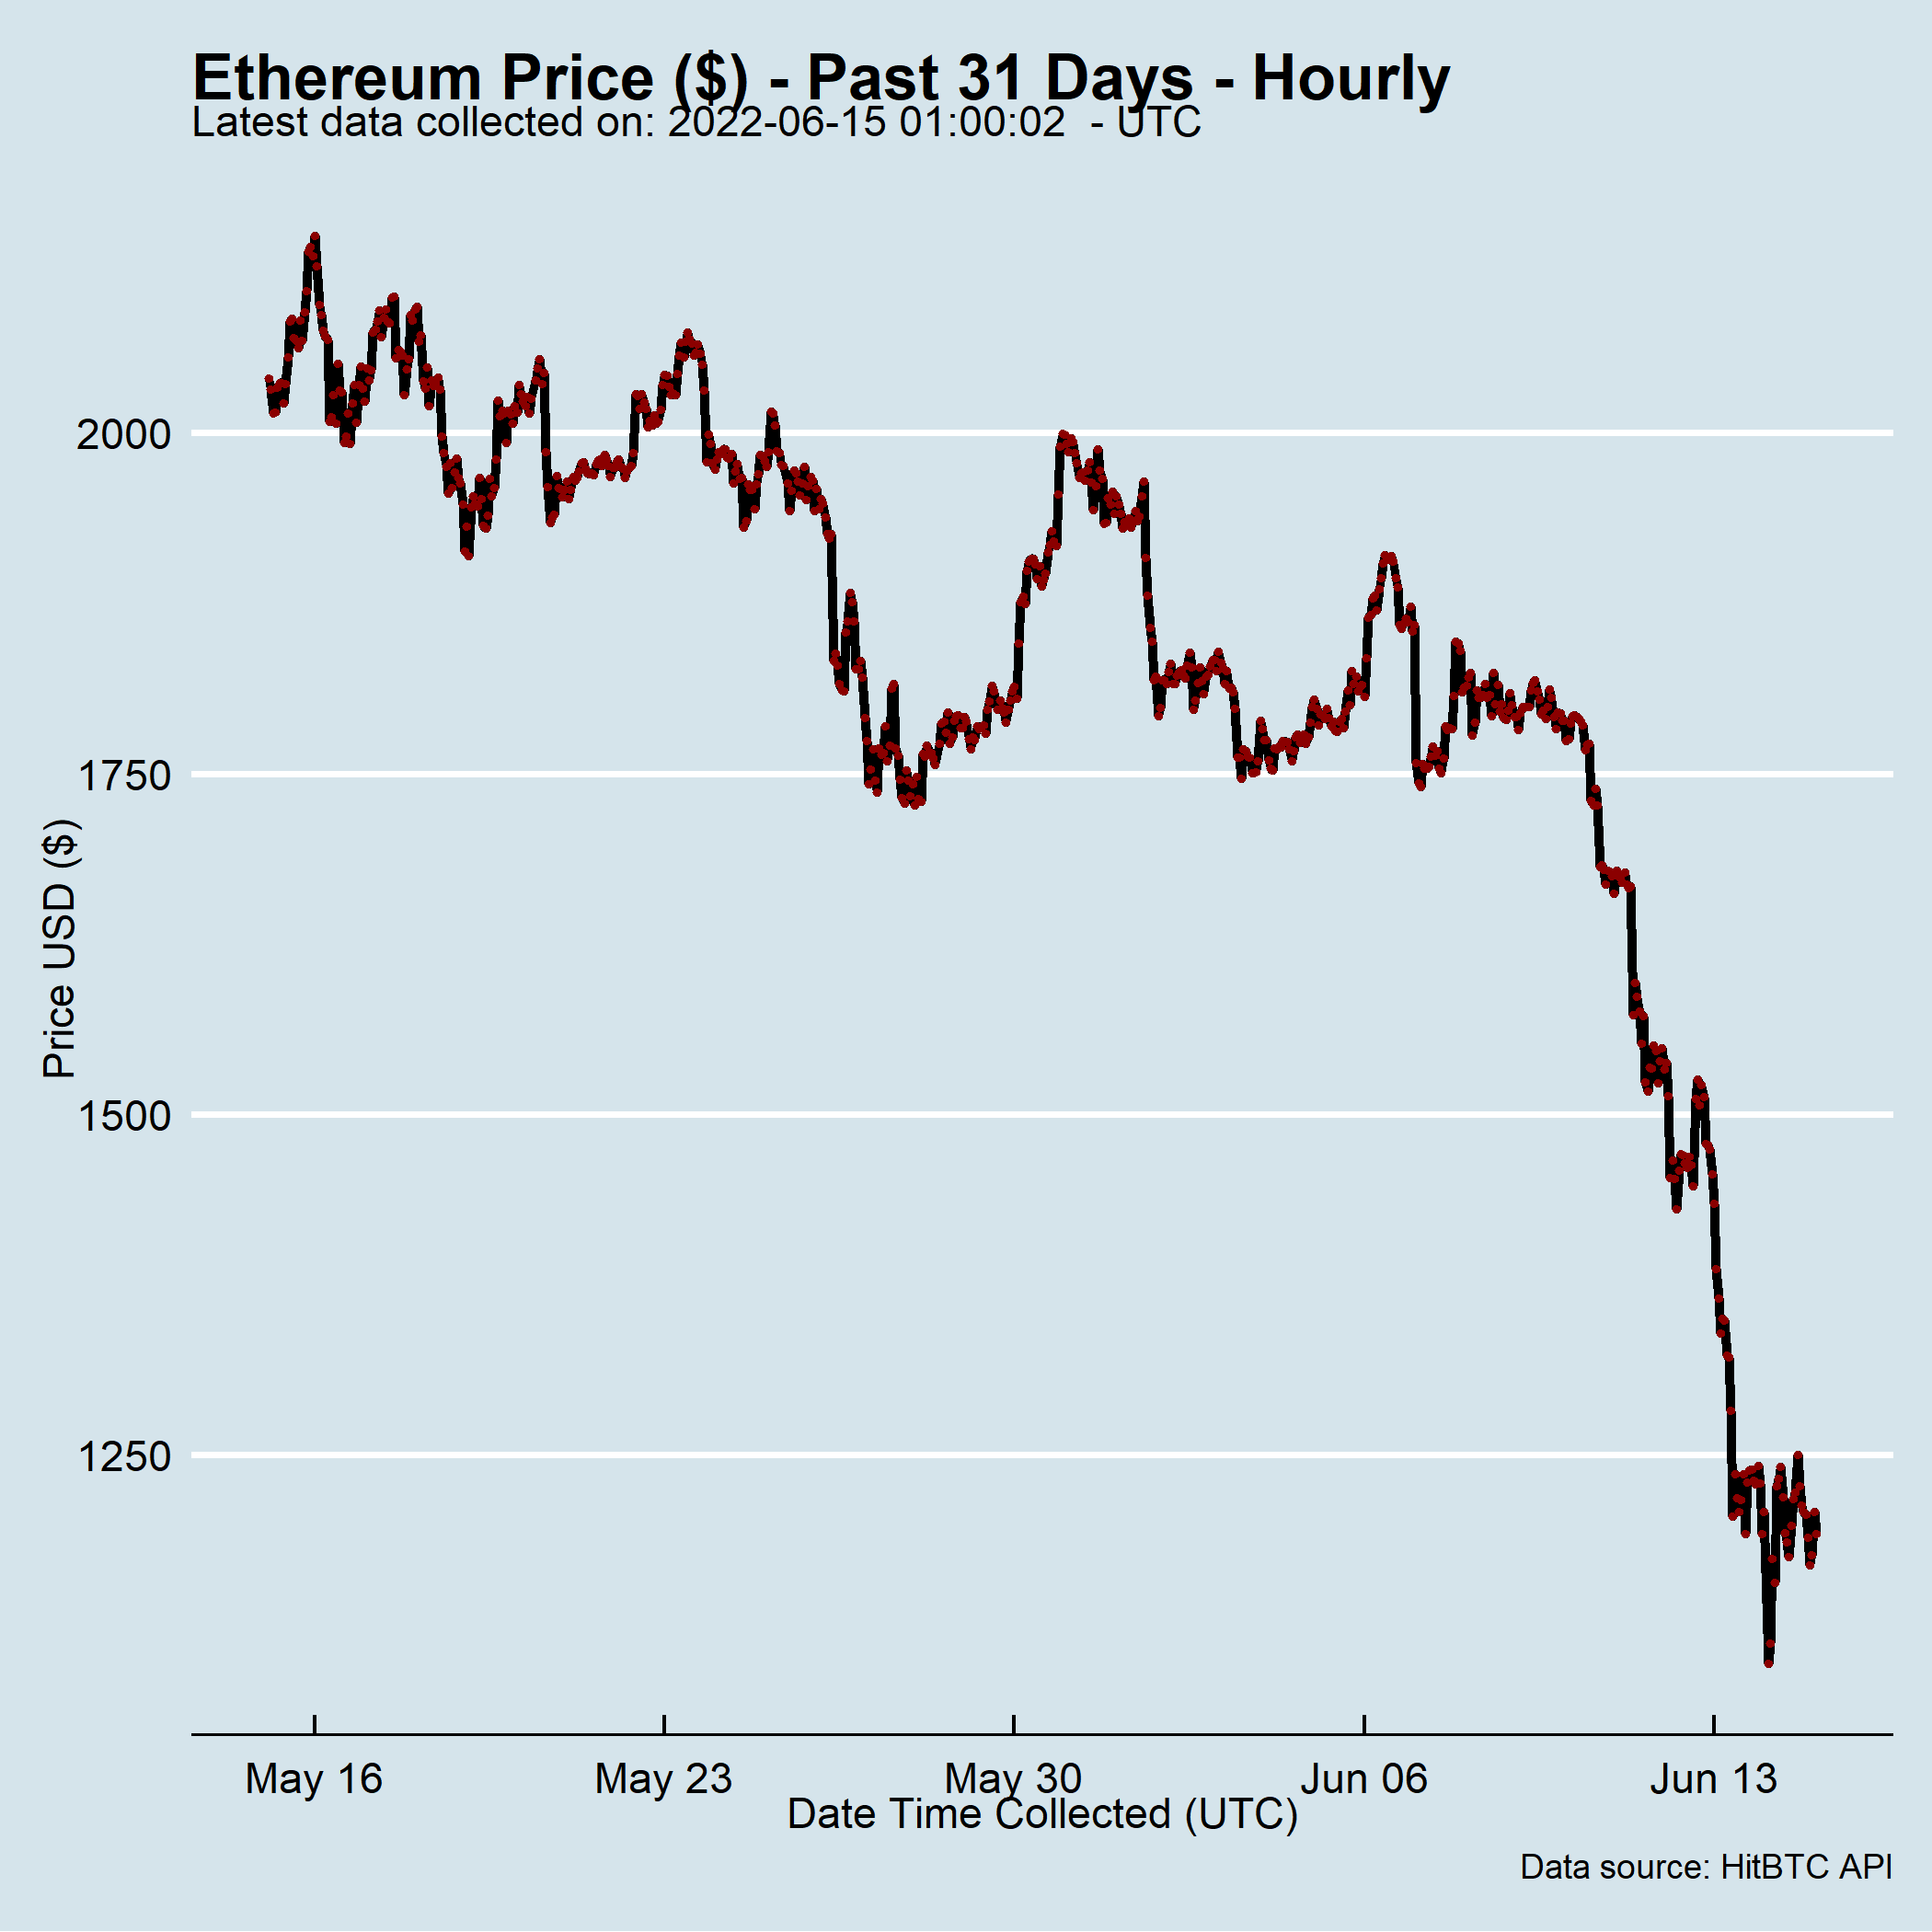 Ethereum Price ($) - Past 31 Days - Hourly
Latest data collected on: 2022-06-15 01:00:02  - UTC
2000
1750
1500
1250
Price USD ($)
May 16
May 23
May 30
Jun 06
Jun 13
Date Time Collected (UTC)
Data source: HitBTC API